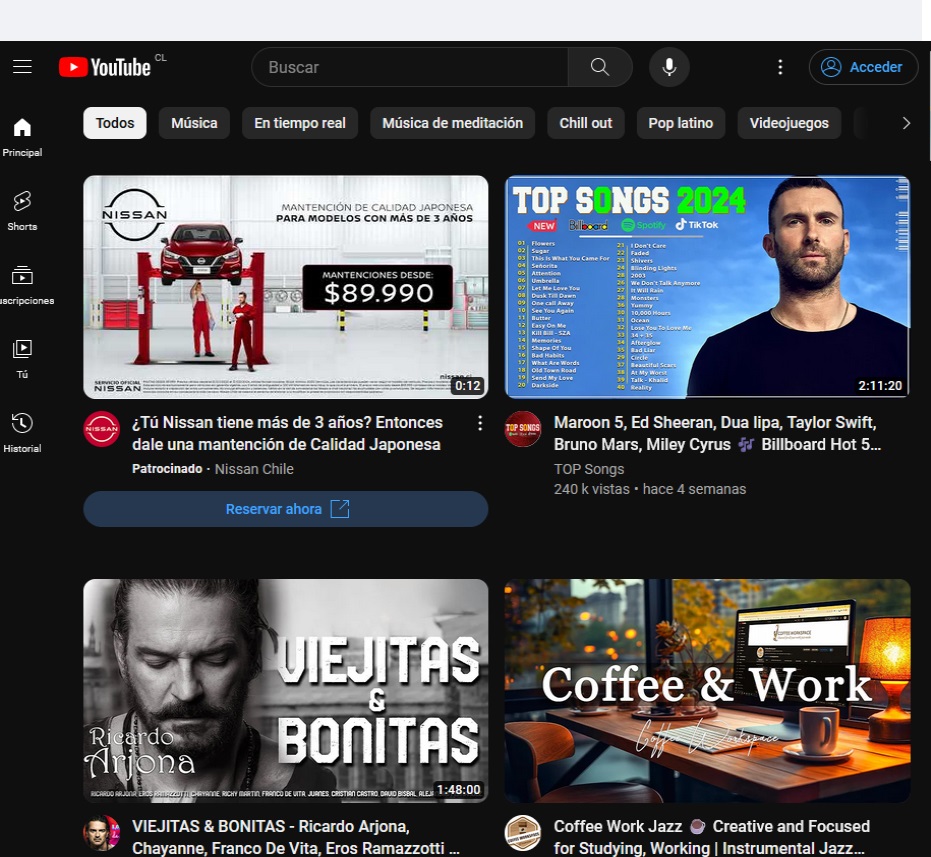 YouTube CL
Buscar
Acceder
Todos
Música
En tiempo real
Música de meditación
Chill out
Pop latino
Videojuegos
Principal
Shorts
uscripciones
Tú
Historial
NISSAN
MANTENCIÓN DE CALIDAD JAPONESA
PARA MODELOS CON MÁS DE 3 AÑOS
MANTENCIONES DESDE:
$89.990
SERVICIO OFICIAL
NISSAN
0:12
TOP SONGS 2024
NEW Billboard Spotify TikTok
01 Flowers
02 Sugar
03 This Is What You Came For
04 Señorita
05 Attention
06 Umbrella
07 Let Me Love You
08 Dusk Till Dawn
09 One call Away
10 See You Again
11 Butter
12 Easy On Me
13 Kill Bill - SZA
14 Memories
15 Shape Of You
16 Bad Habits
17 What Are Words
18 Old Town Road
19 Send My Love
20 Darkside
21 I Don't Care
22 Faded
23 Shivers
24 Blinding Lights
25 2003
26 We Don't Talk Anymore
27 It Will Rain
28 Monsters
29 Yummy
30 10,000 Hours
31 Ocean
32 Lose You To Love Me
33 34 + 35
34 Afterglow
35 Bad Liar
36 Circles
37 Beautiful Scars
38 At My Worst
39 Talk - Khalid
40 Reality
2:11:20
NISSAN
¿Tú Nissan tiene más de 3 años? Entonces
dale una mantención de Calidad Japonesa
Patrocinado · Nissan Chile
Reservar ahora
TOP SONGS
Maroon 5, Ed Sheeran, Dua lipa, Taylor Swift,
Bruno Mars, Miley Cyrus 🎶 Billboard Hot 5...
TOP Songs
240 k vistas • hace 4 semanas
VIEJITAS
&
BONITAS
Ricardo
Arjona
RICARDO ARJONA, EROS RAMAZZOTTI, CHAYANNE, RICKY MARTIN, FRANCO DE VITA, JUANES, CRISTIAN CASTRO, DAVID BISBAL, ALEJ
1:48:00
COFFEE WORKSPACE
Coffee & Work
Coffee Workspace
VIEJITAS & BONITAS - Ricardo Arjona,
Chayanne, Franco De Vita, Eros Ramazzotti ...
COFFEE WORKSPACE
Coffee Work Jazz ☕ Creative and Focused
for Studying, Working | Instrumental Jazz...